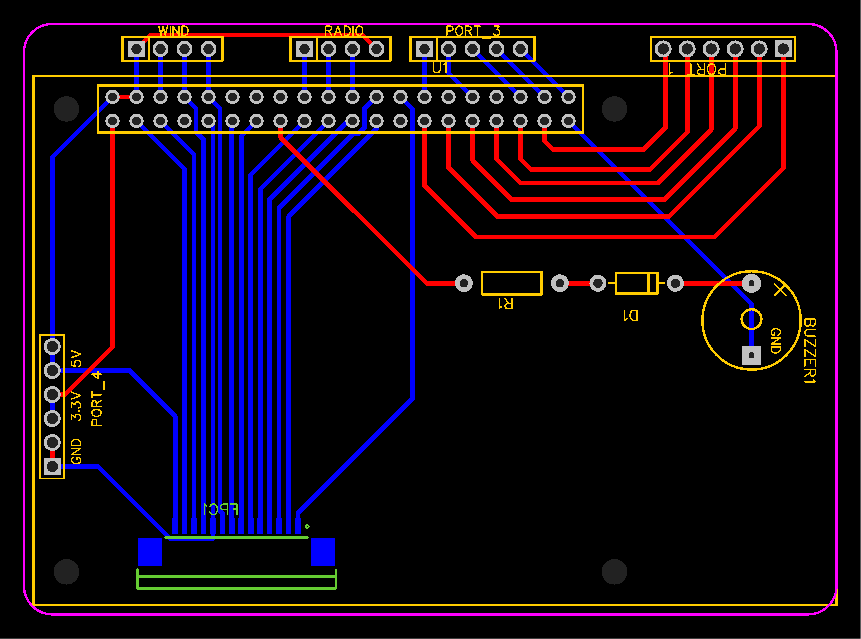 WIND
RADIO
PORT_3
U1
PORT_1
R1
D1
GND
BUZZER1
5V
3.3V
GND
PORT_4
FPC1